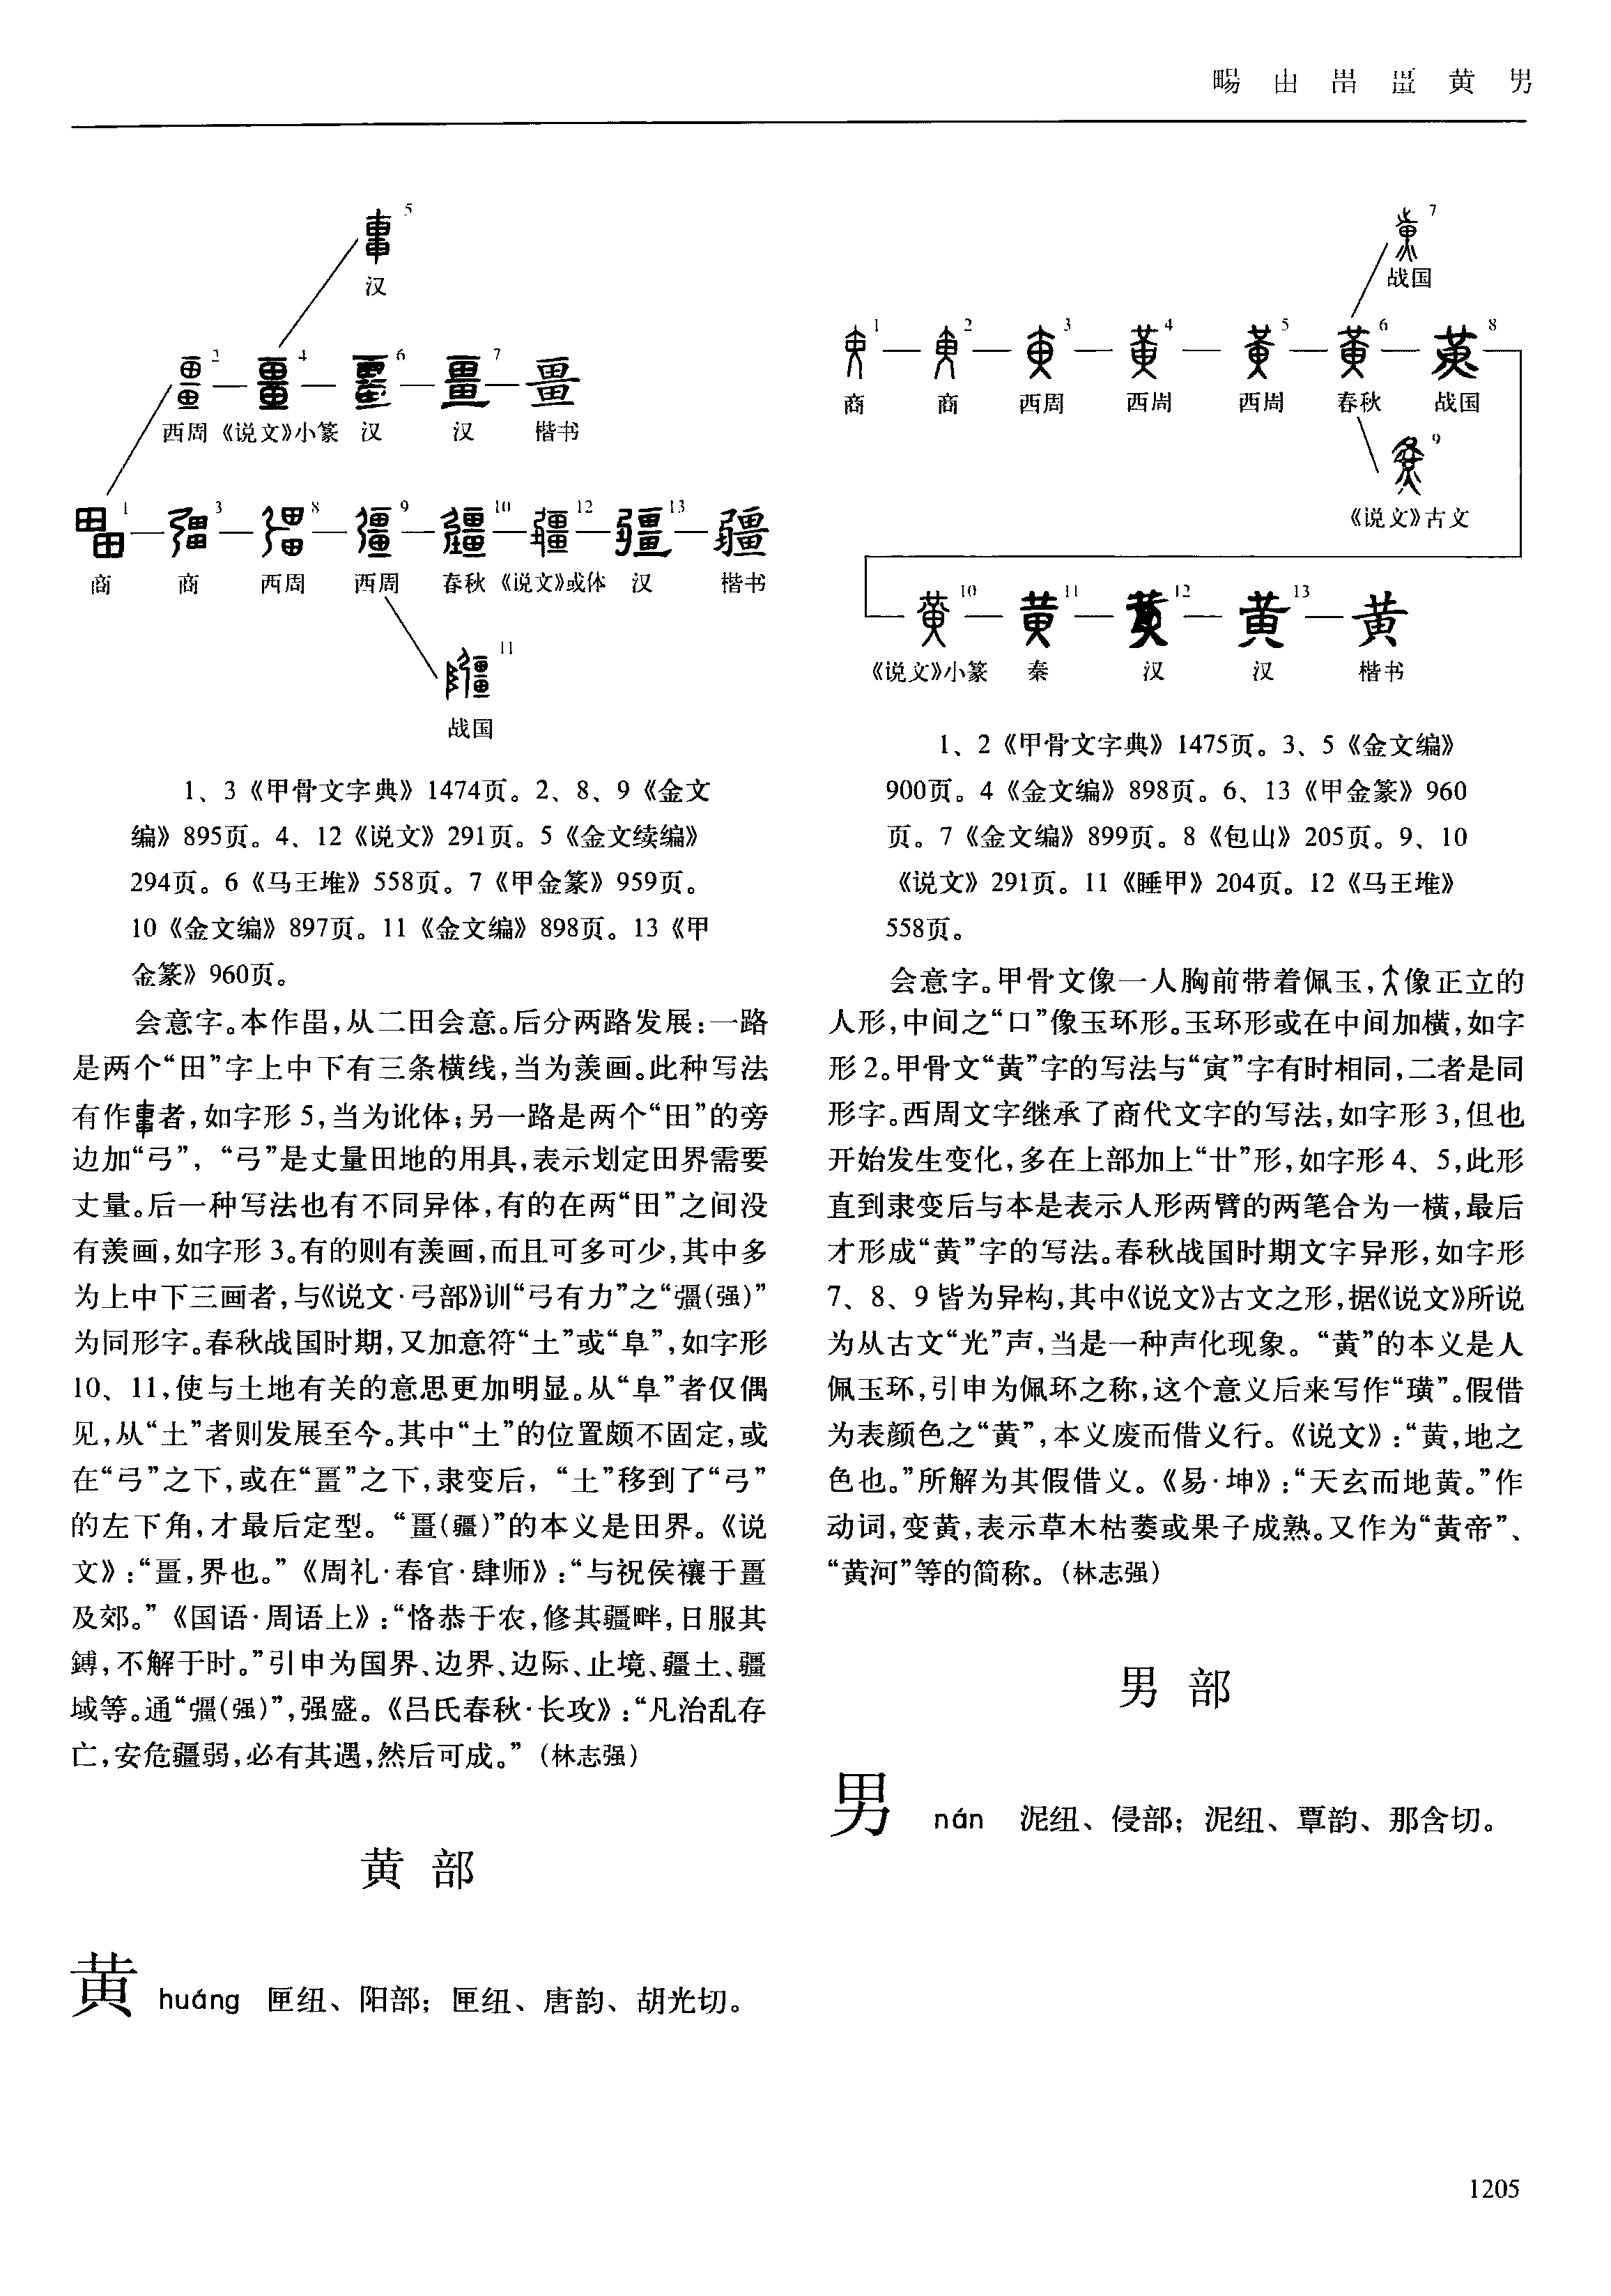 畼 甶 畕 畺 黄 男
5
汉
2 4 6 7
畺
西周 《说文》小篆 汉 汉 楷书
1 3 8 9 10 12 13
疆
商 商 西周 西周 春秋 《说文》或体 汉 楷书
11
战国
1、3《甲骨文字典》1474页。2、8、9《金文
编》895页。4、12《说文》291页。5《金文续编》
294页。6《马王堆》558页。7《甲金篆》959页。
10《金文编》897页。11《金文编》898页。13《甲
金篆》960页。
会意字。本作畕,从二田会意。后分两路发展:一路
是两个“田”字上中下有三条横线,当为羡画。此种写法
有作者,如字形5,当为讹体;另一路是两个“田”的旁
边加“弓”,“弓”是丈量田地的用具,表示划定田界需要
丈量。后一种写法也有不同异体,有的在两“田”之间没
有羡画,如字形3。有的则有羡画,而且可多可少,其中多
为上中下三画者,与《说文·弓部》训“弓有力”之“彊(强)”
为同形字。春秋战国时期,又加意符“土”或“阜”,如字形
10、11,使与土地有关的意思更加明显。从“阜”者仅偶
见,从“土”者则发展至今。其中“土”的位置颇不固定,或
在“弓”之下,或在“畺”之下,隶变后,“土”移到了“弓”
的左下角,才最后定型。“畺(疆)”的本义是田界。《说
文》:“畺,界也。”《周礼·春官·肆师》:“与祝侯禳于畺
及郊。”《国语·周语上》:“恪恭于农,修其疆畔,日服其
鎛,不解于时。”引申为国界、边界、边际、止境、疆土、疆
域等。通“彊(强)”,强盛。《吕氏春秋·长攻》:“凡治乱存
亡,安危疆弱,必有其遇,然后可成。”(林志强)
黄 部
黄 huáng 匣纽、阳部;匣纽、唐韵、胡光切。
7
战国
1 2 3 4 5 6 8
商 商 西周 西周 西周 春秋 战国
9
《说文》古文
10 11 12 13
黄
《说文》小篆 秦 汉 汉 楷书
1、2《甲骨文字典》1475页。3、5《金文编》
900页。4《金文编》898页。6、13《甲金篆》960
页。7《金文编》899页。8《包山》205页。9、10
《说文》291页。11《睡甲》204页。12《马王堆》
558页。
会意字。甲骨文像一人胸前带着佩玉,像正立的
人形,中间之“口”像玉环形。玉环形或在中间加横,如字
形2。甲骨文“黄”字的写法与“寅”字有时相同,二者是同
形字。西周文字继承了商代文字的写法,如字形3,但也
开始发生变化,多在上部加上“廿”形,如字形4、5,此形
直到隶变后与本是表示人形两臂的两笔合为一横,最后
才形成“黄”字的写法。春秋战国时期文字异形,如字形
7、8、9皆为异构,其中《说文》古文之形,据《说文》所说
为从古文“光”声,当是一种声化现象。“黄”的本义是人
佩玉环,引申为佩环之称,这个意义后来写作“璜”。假借
为表颜色之“黄”,本义废而借义行。《说文》:“黄,地之
色也。”所解为其假借义。《易·坤》:“天玄而地黄。”作
动词,变黄,表示草木枯萎或果子成熟。又作为“黄帝”、
“黄河”等的简称。(林志强)
男 部
男 nán 泥纽、侵部;泥纽、覃韵、那含切。
1205